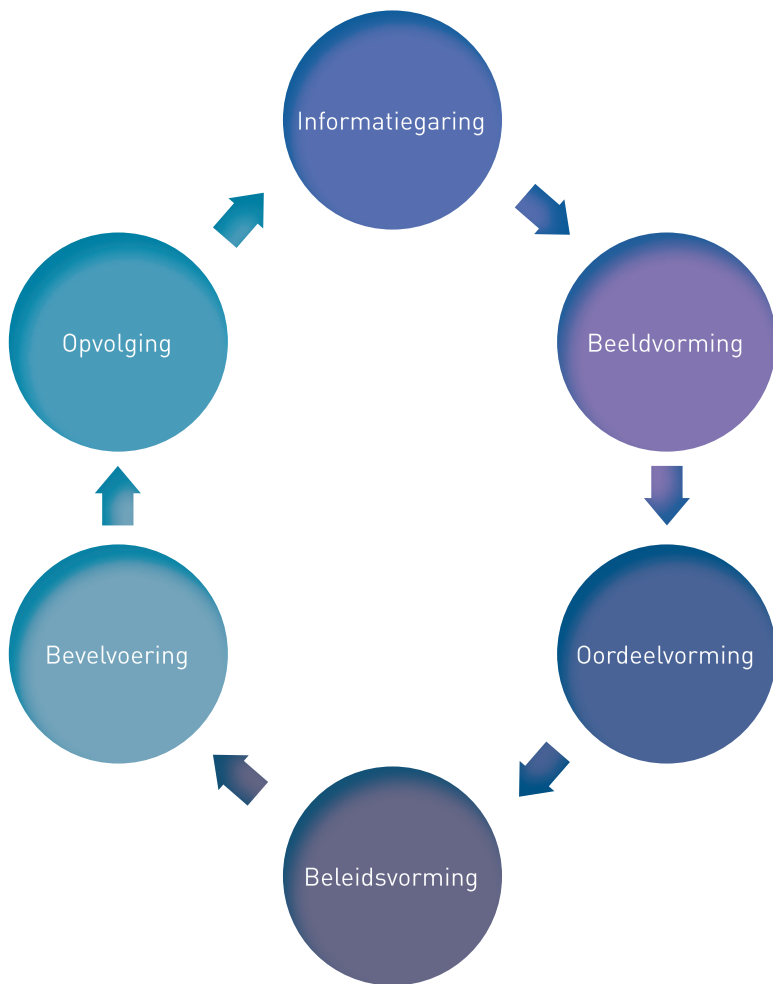 Informatiegaring
Beeldvorming
Oordeelvorming
Beleidsvorming
Bevelvoering
Opvolging